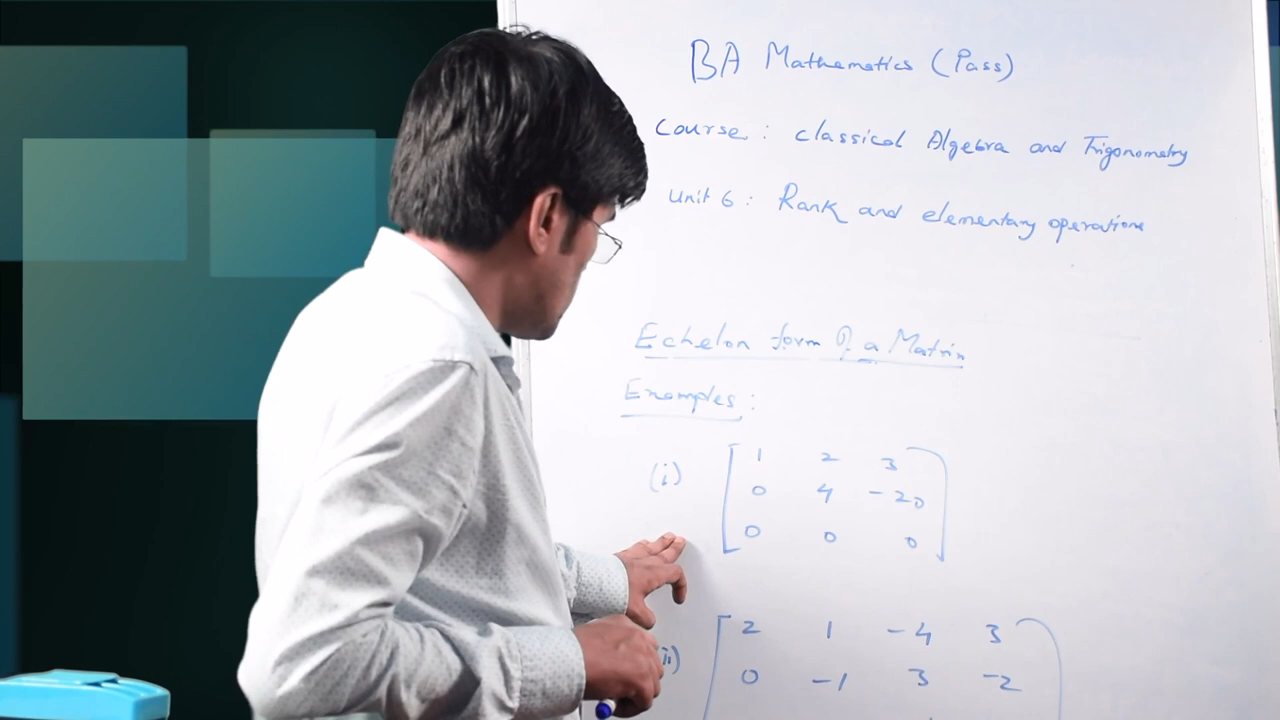 BA Mathematics (Pass)
Course: classical Algebra and Trigonometry
Unit 6: Rank and elementary operations
Echelon form Of a Matrix
Examples:
(i) 1 2 3
0 4 -20
0 0 0
2 1 -4 3
0 -1 3 -2